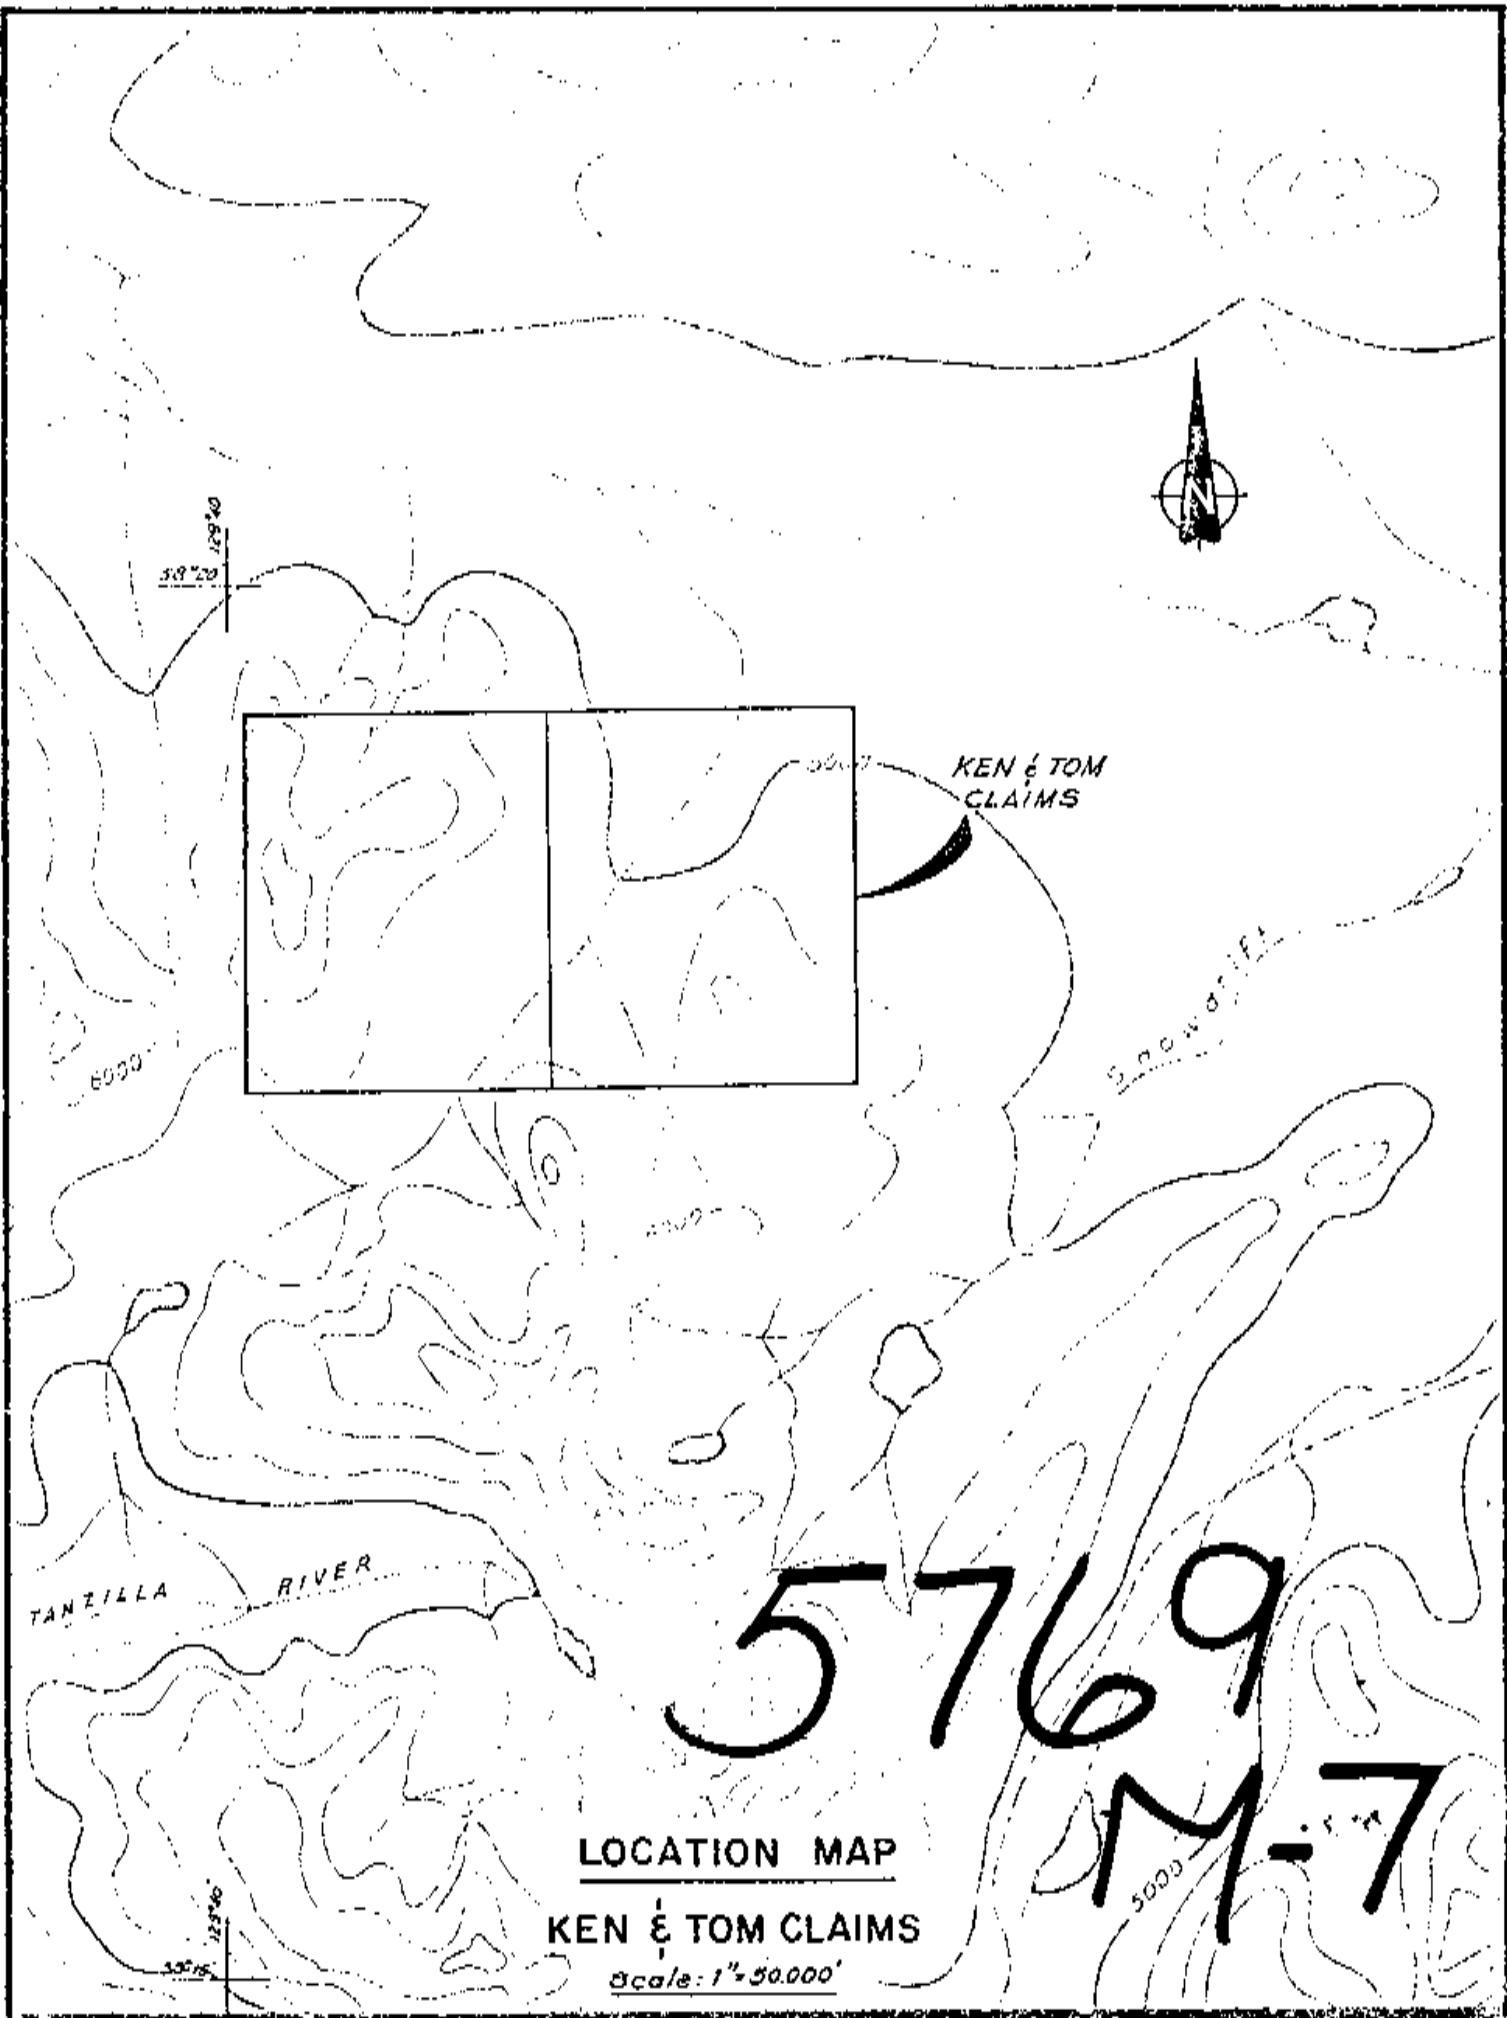 129°40'
58°20'
N
5000
KEN & TOM
CLAIMS
SNOWDRIFT
6000
TANZILLA RIVER
5769
M-7
5000
LOCATION MAP
KEN & TOM CLAIMS
Scale: 1"=50.000'
129°40'
58°15'